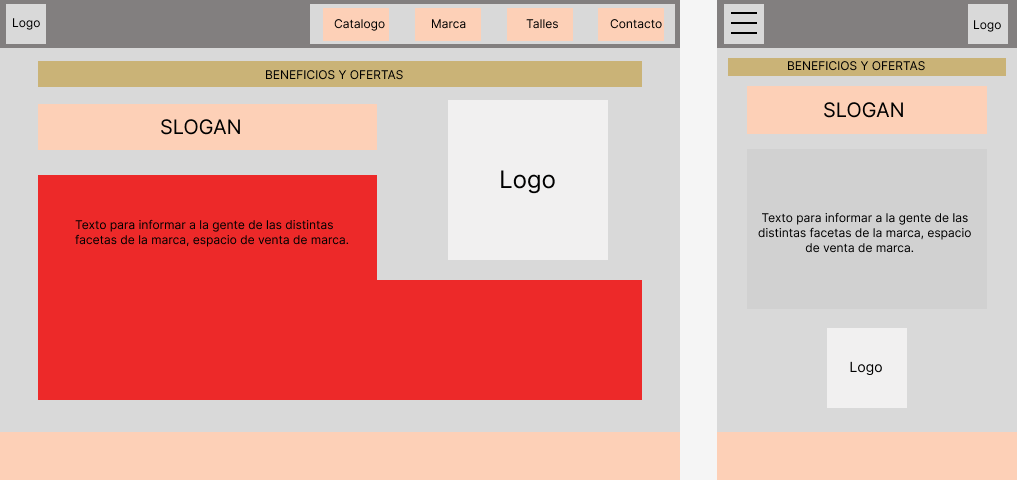 Logo
Catalogo
Marca
Talles
Contacto
BENEFICIOS Y OFERTAS
SLOGAN
Logo
Texto para informar a la gente de las distintas
facetas de la marca, espacio de venta de marca.
Logo
BENEFICIOS Y OFERTAS
SLOGAN
Texto para informar a la gente de las
distintas facetas de la marca, espacio
de venta de marca.
Logo